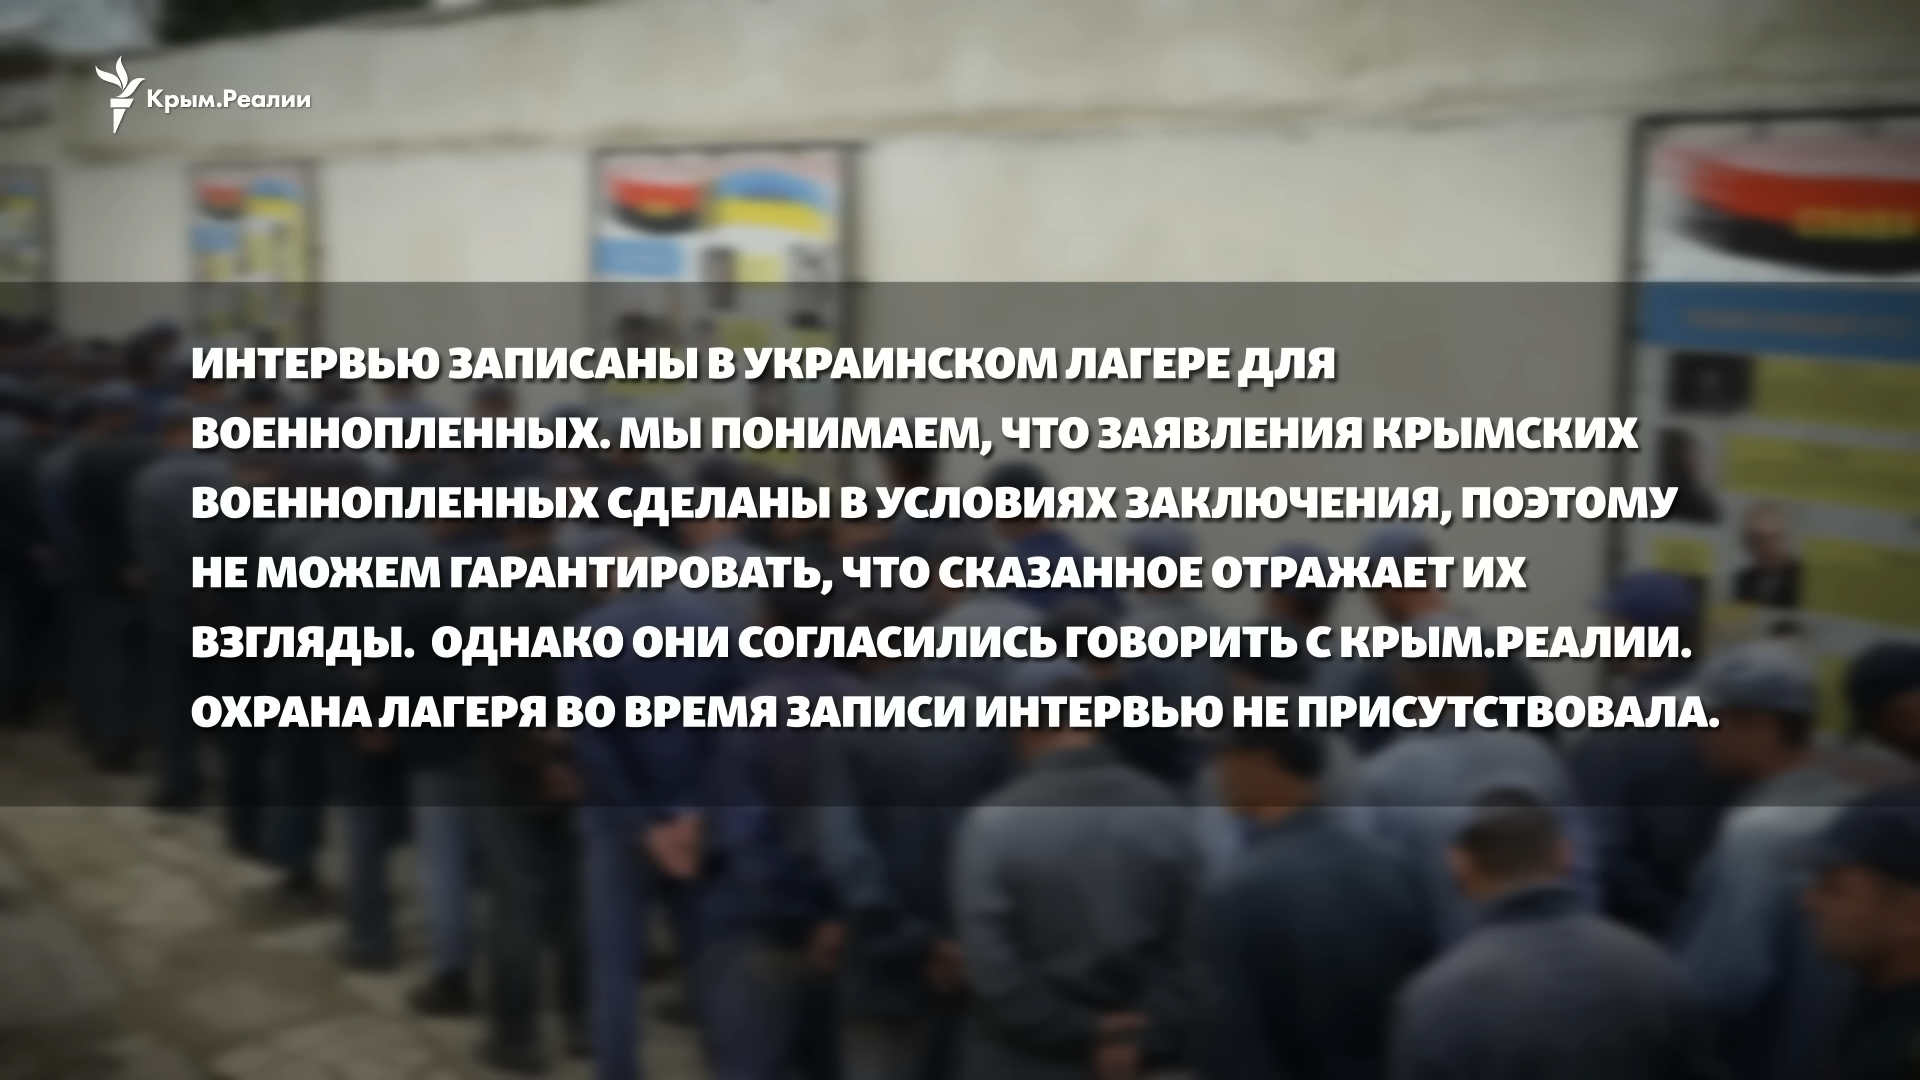 Крым.Реалии
ИНТЕРВЬЮ ЗАПИСАНЫ В УКРАИНСКОМ ЛАГЕРЕ ДЛЯ
ВОЕННОПЛЕННЫХ. МЫ ПОНИМАЕМ, ЧТО ЗАЯВЛЕНИЯ КРЫМСКИХ
ВОЕННОПЛЕННЫХ СДЕЛАНЫ В УСЛОВИЯХ ЗАКЛЮЧЕНИЯ, ПОЭТОМУ
НЕ МОЖЕМ ГАРАНТИРОВАТЬ, ЧТО СКАЗАННОЕ ОТРАЖАЕТ ИХ
ВЗГЛЯДЫ. ОДНАКО ОНИ СОГЛАСИЛИСЬ ГОВОРИТЬ С КРЫМ.РЕАЛИИ.
ОХРАНА ЛАГЕРЯ ВО ВРЕМЯ ЗАПИСИ ИНТЕРВЬЮ НЕ ПРИСУТСТВОВАЛА.